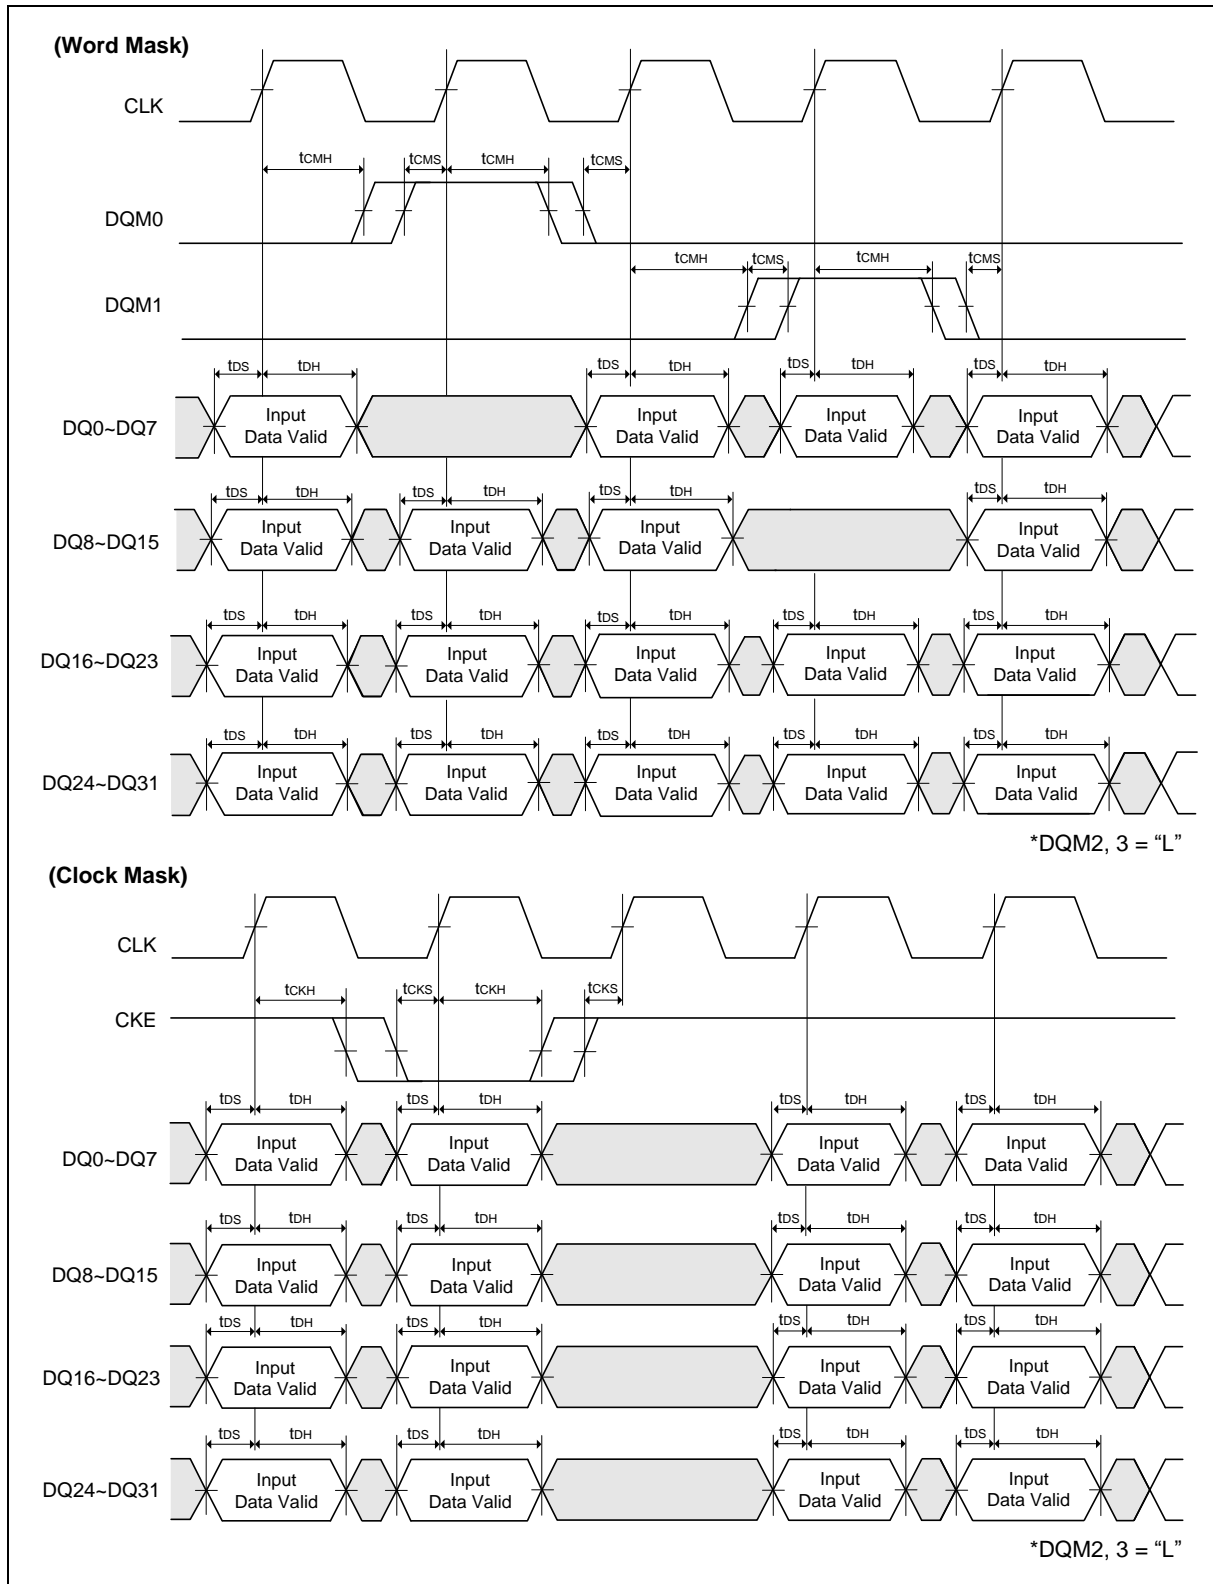 (Word Mask)
CLK
tCMH tCMS tCMH tCMS
DQM0
tCMH tCMS tCMH tCMS
DQM1
tDS tDH tDS tDH tDS tDH tDS tDH
DQ0~DQ7
Input Data Valid Input Data Valid Input Data Valid Input Data Valid
tDS tDH tDS tDH tDS tDH tDS tDH
DQ8~DQ15
Input Data Valid Input Data Valid Input Data Valid Input Data Valid
tDS tDH tDS tDH tDS tDH tDS tDH tDS tDH
DQ16~DQ23
Input Data Valid Input Data Valid Input Data Valid Input Data Valid Input Data Valid
tDS tDH tDS tDH tDS tDH tDS tDH tDS tDH
DQ24~DQ31
Input Data Valid Input Data Valid Input Data Valid Input Data Valid Input Data Valid
*DQM2, 3 = “L”
(Clock Mask)
CLK
tCKH tCKS tCKH tCKS
CKE
tDS tDH tDS tDH tDS tDH tDS tDH
DQ0~DQ7
Input Data Valid Input Data Valid Input Data Valid Input Data Valid
tDS tDH tDS tDH tDS tDH tDS tDH
DQ8~DQ15
Input Data Valid Input Data Valid Input Data Valid Input Data Valid
tDS tDH tDS tDH tDS tDH tDS tDH
DQ16~DQ23
Input Data Valid Input Data Valid Input Data Valid Input Data Valid
tDS tDH tDS tDH tDS tDH tDS tDH
DQ24~DQ31
Input Data Valid Input Data Valid Input Data Valid Input Data Valid
*DQM2, 3 = “L”